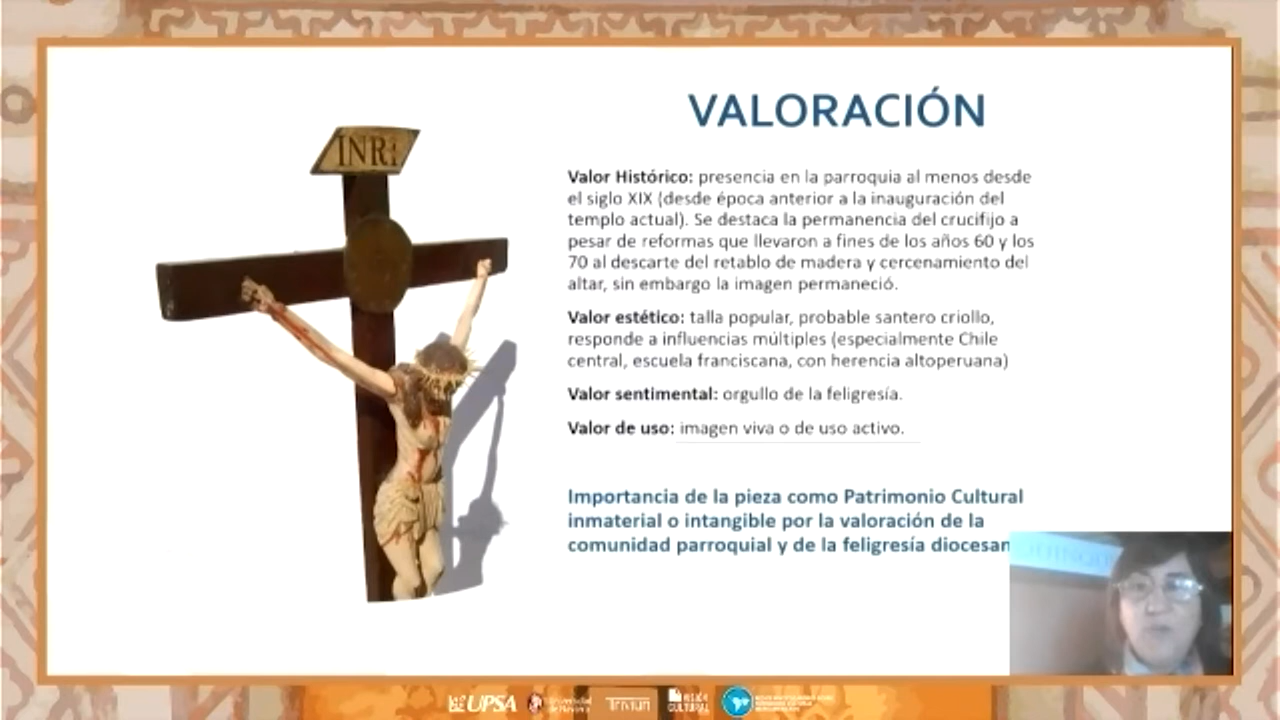 VALORACIÓN
INRI
Valor Histórico: presencia en la parroquia al menos desde
el siglo XIX (desde época anterior a la inauguración del
templo actual). Se destaca la permanencia del crucifijo a
pesar de reformas que llevaron a fines de los años 60 y los
70 al descarte del retablo de madera y cercenamiento del
altar, sin embargo la imagen permaneció.
Valor estético: talla popular, probable santero criollo,
responde a influencias múltiples (especialmente Chile
central, escuela franciscana, con herencia altoperuana)
Valor sentimental: orgullo de la feligresía.
Valor de uso: imagen viva o de uso activo.
Importancia de la pieza como Patrimonio Cultural
inmaterial o intangible por la valoración de la
comunidad parroquial y de la feligresía diocesan
UPSA
Universidad
de Navarra
CULTURAL